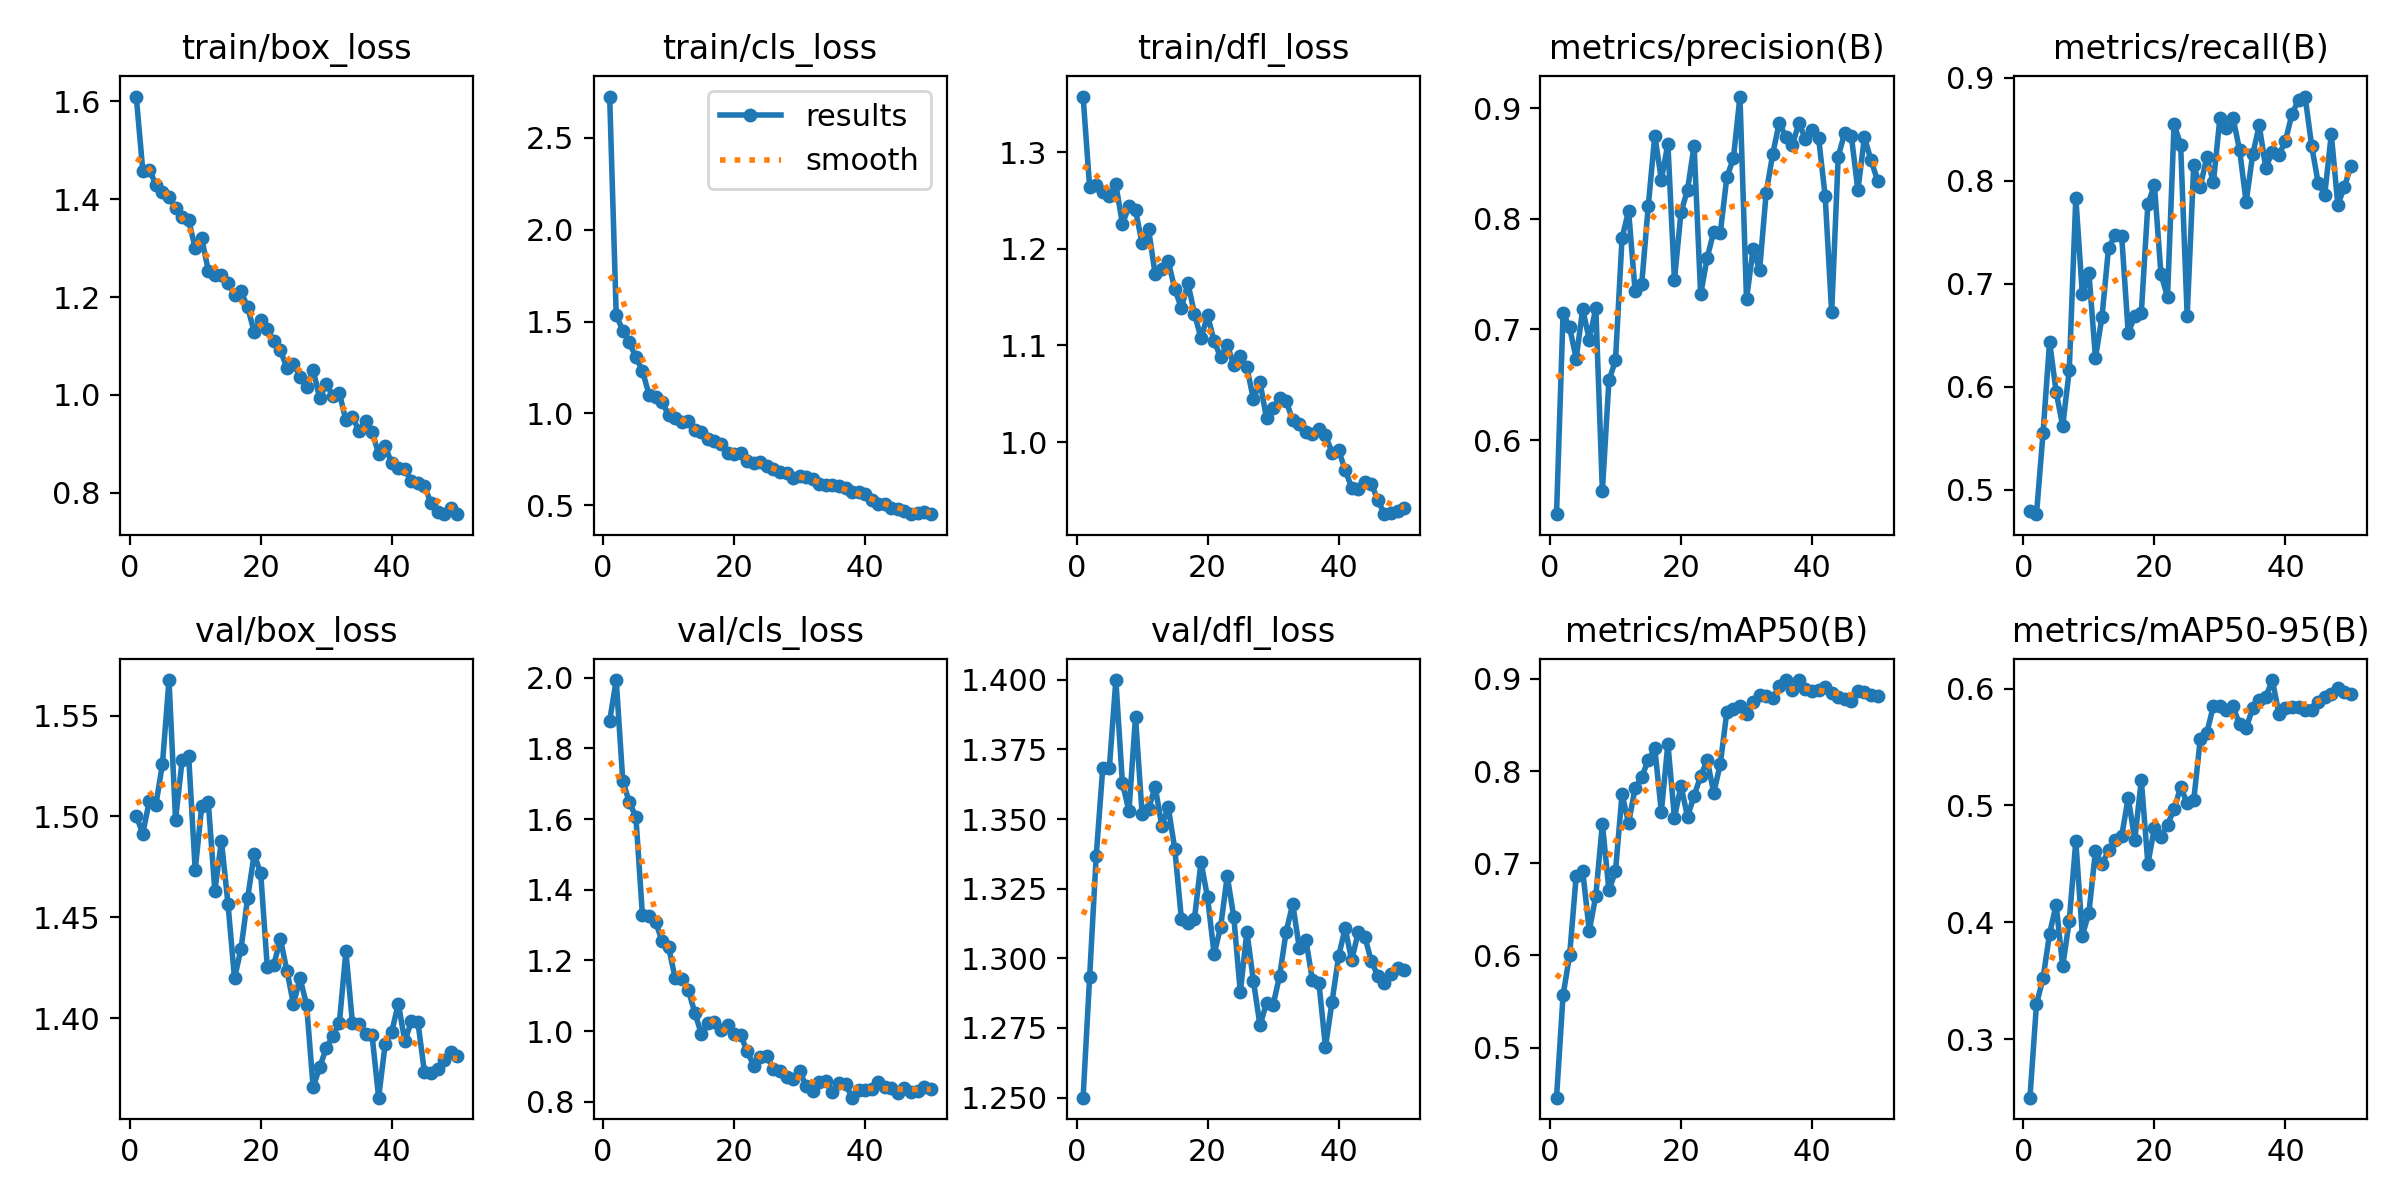 train/box_loss
1.6
1.4
1.2
1.0
0.8
0 20 40
train/cls_loss
results
smooth
2.5
2.0
1.5
1.0
0.5
0 20 40
train/dfl_loss
1.3
1.2
1.1
1.0
0 20 40
metrics/precision(B)
0.9
0.8
0.7
0.6
0 20 40
metrics/recall(B)
0.9
0.8
0.7
0.6
0.5
0 20 40
val/box_loss
1.55
1.50
1.45
1.40
0 20 40
val/cls_loss
2.0
1.8
1.6
1.4
1.2
1.0
0.8
0 20 40
val/dfl_loss
1.400
1.375
1.350
1.325
1.300
1.275
1.250
0 20 40
metrics/mAP50(B)
0.9
0.8
0.7
0.6
0.5
0 20 40
metrics/mAP50-95(B)
0.6
0.5
0.4
0.3
0 20 40